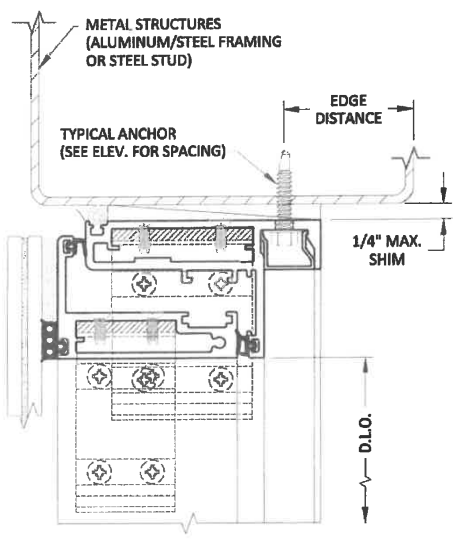 METAL STRUCTURES
(ALUMINUM/STEEL FRAMING
OR STEEL STUD)
EDGE
DISTANCE
TYPICAL ANCHOR
(SEE ELEV. FOR SPACING)
1/4" MAX.
SHIM
D.L.O.